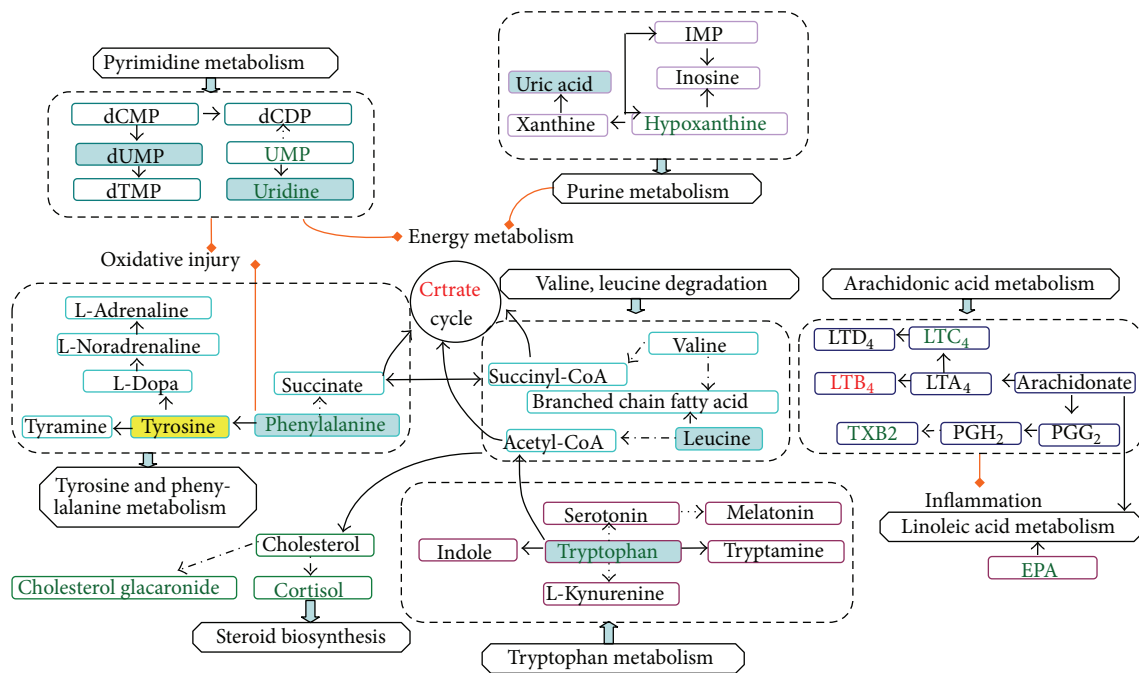 Pyrimidine metabolism
dCMP
dCDP
dUMP
UMP
dTMP
Uridine
IMP
Uric acid
Inosine
Xanthine
Hypoxanthine
Purine metabolism
Energy metabolism
Oxidative injury
Crtrate
cycle
Valine, leucine degradation
Arachidonic acid metabolism
L-Adrenaline
L-Noradrenaline
L-Dopa
Succinate
Tyramine
Tyrosine
Phenylalanine
Tyrosine and pheny-
lalanine metabolism
Valine
Succinyl-CoA
Branched chain fatty acid
Acetyl-CoA
Leucine
LTD4
LTC4
LTB4
LTA4
Arachidonate
TXB2
PGH2
PGG2
Inflammation
Linoleic acid metabolism
EPA
Serotonin
Melatonin
Indole
Tryptophan
Tryptamine
L-Kynurenine
Tryptophan metabolism
Cholesterol
Cholesterol glacaronide
Cortisol
Steroid biosynthesis